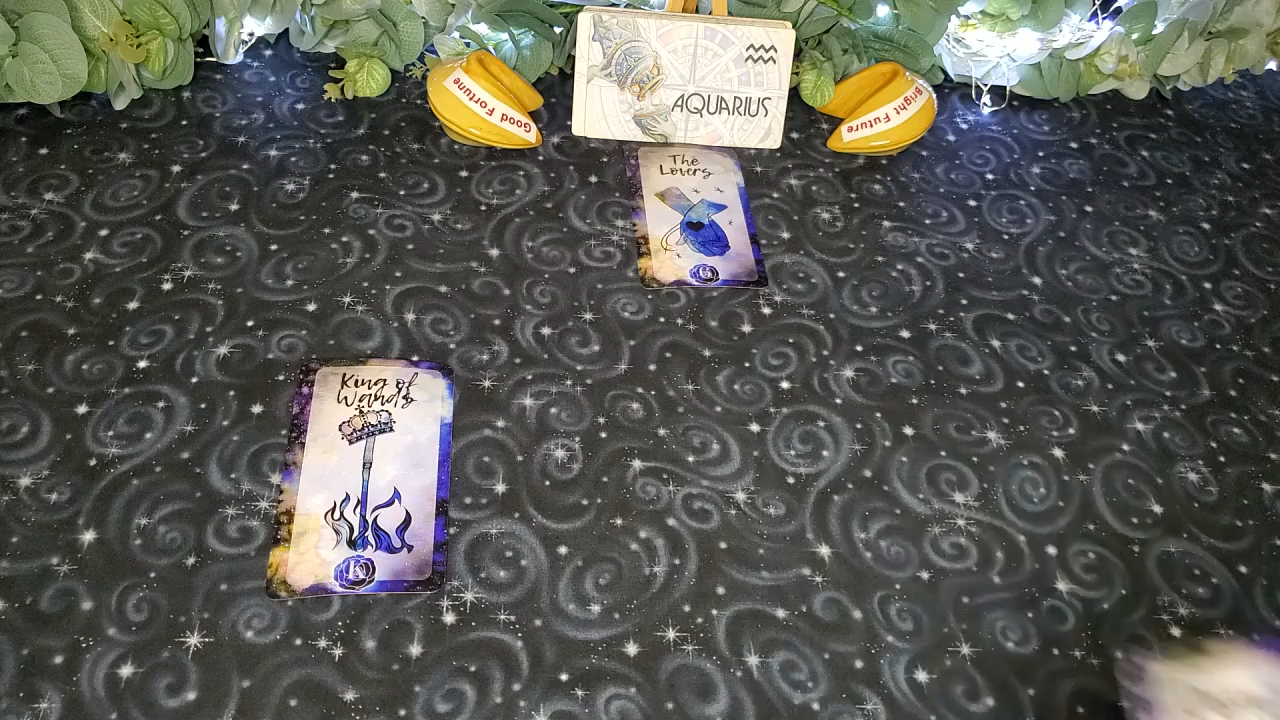 AQUARIUS
Good Fortune
Bright Future
The
Lovers
King of
Wands
K